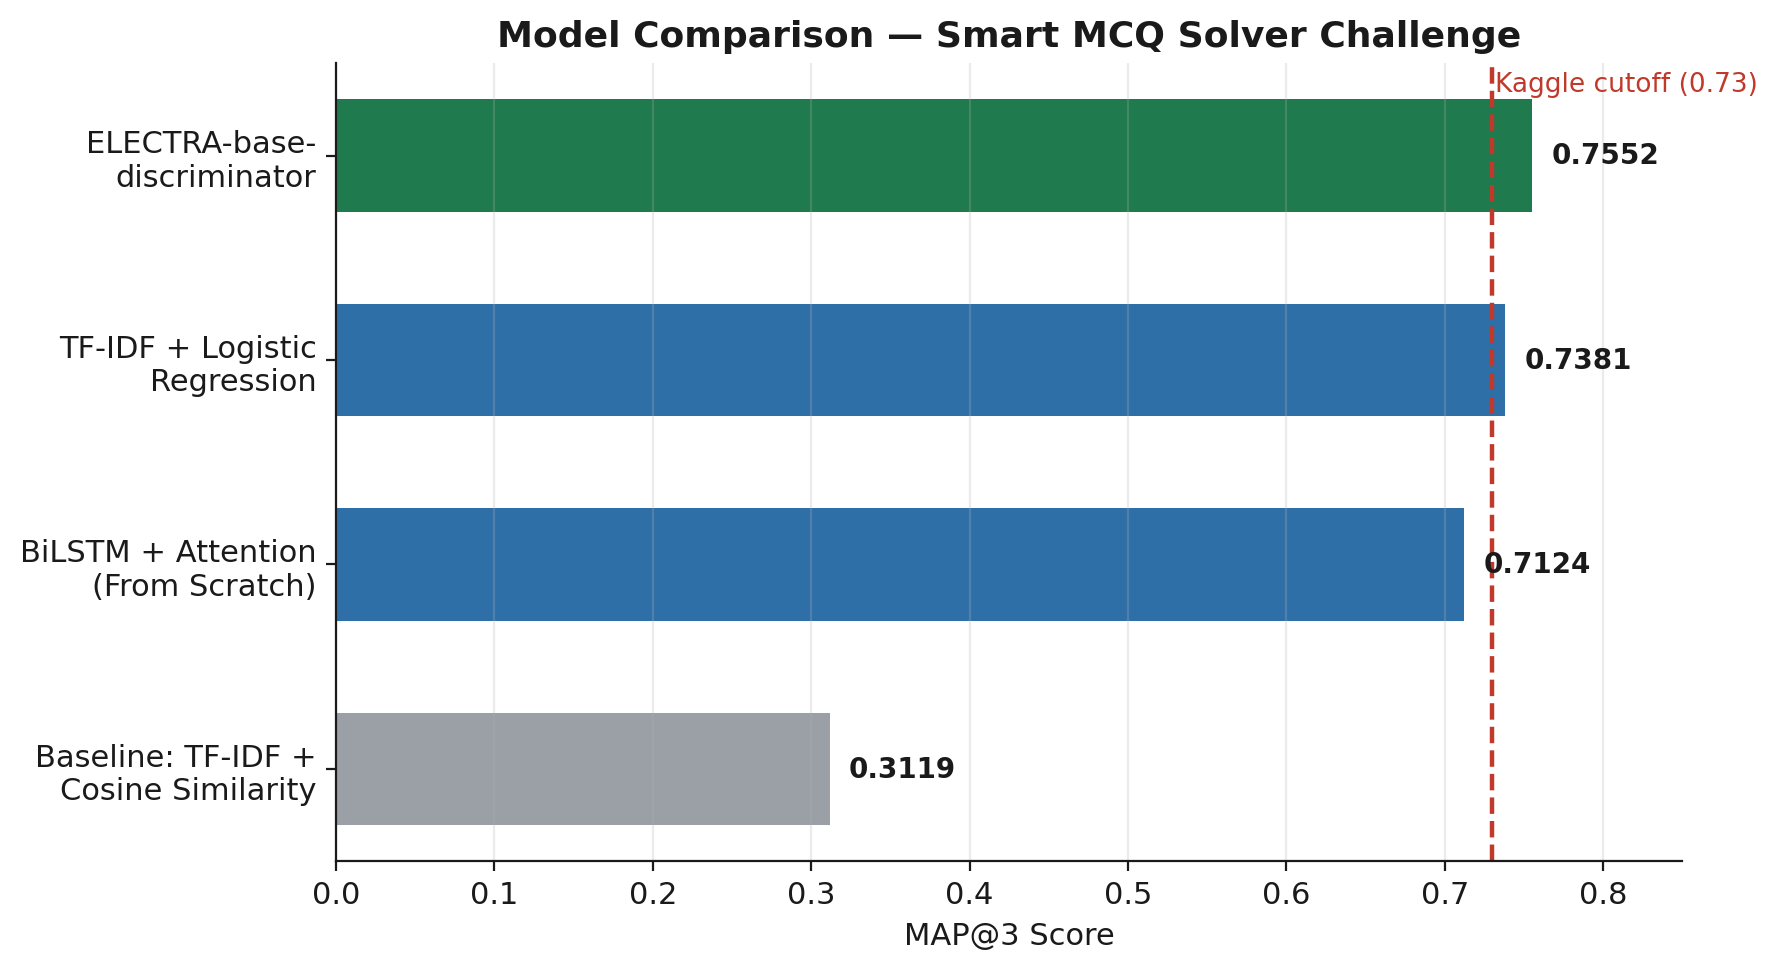 Model Comparison — Smart MCQ Solver Challenge
Kaggle cutoff (0.73)
ELECTRA-base-
discriminator
0.7552
TF-IDF + Logistic
Regression
0.7381
BiLSTM + Attention
(From Scratch)
0.7124
Baseline: TF-IDF +
Cosine Similarity
0.3119
0.0 0.1 0.2 0.3 0.4 0.5 0.6 0.7 0.8
MAP@3 Score